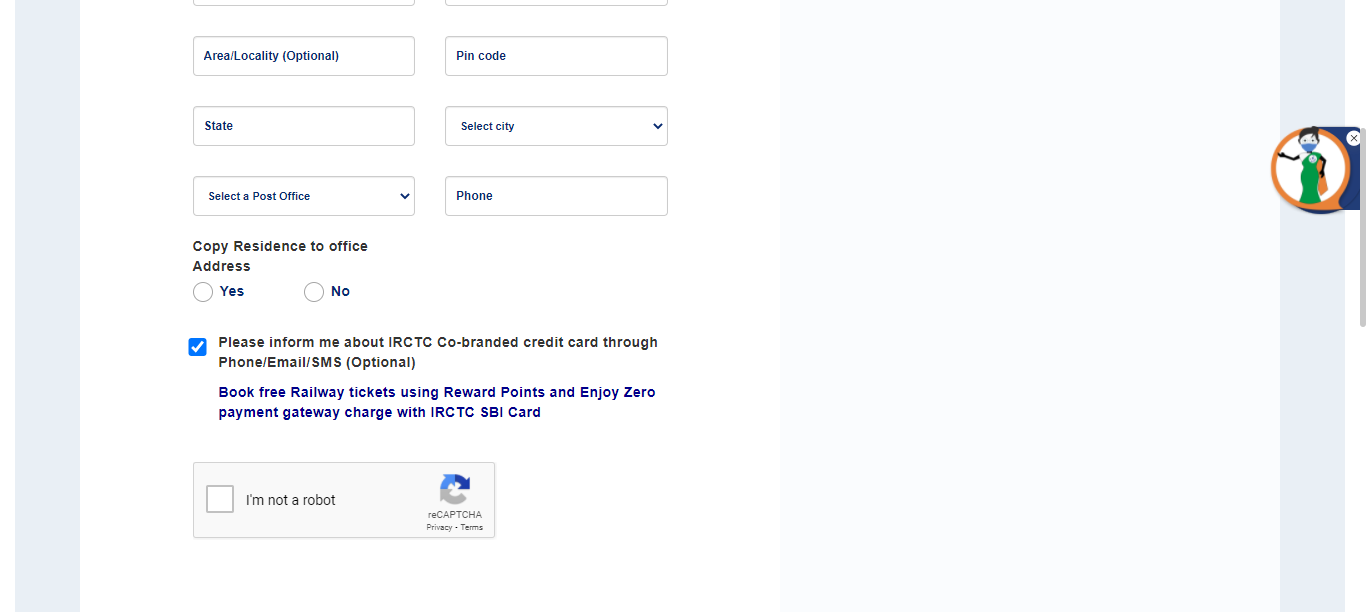 Area/Locality (Optional)
Pin code
State
Select city
Select a Post Office
Phone
Copy Residence to office
Address
Yes
No
Please inform me about IRCTC Co-branded credit card through
Phone/Email/SMS (Optional)
Book free Railway tickets using Reward Points and Enjoy Zero
payment gateway charge with IRCTC SBI Card
I'm not a robot
reCAPTCHA
Privacy - Terms